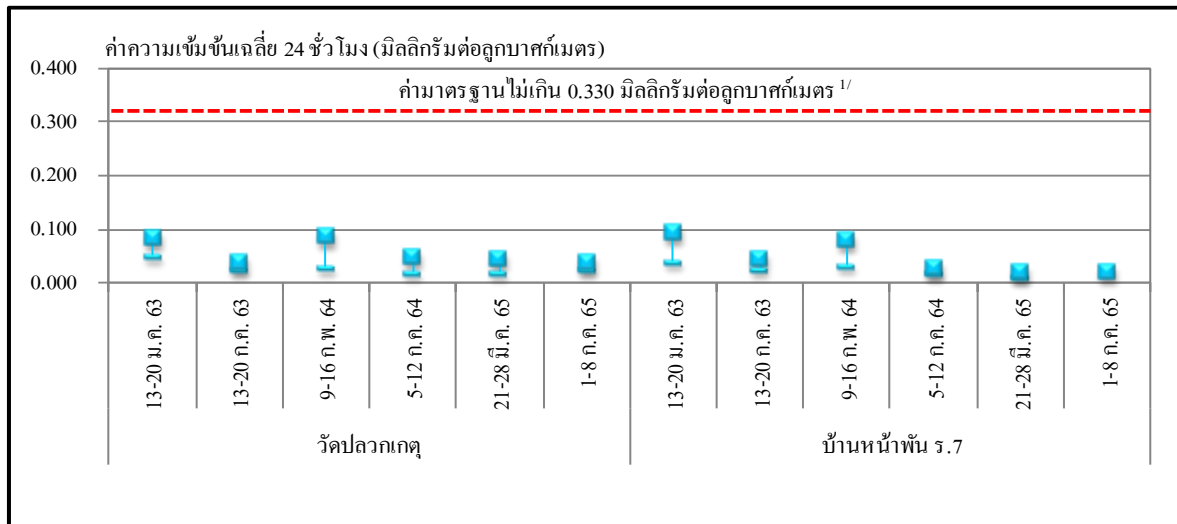 ค่าความเข้มข้นเฉลี่ย 24 ชั่วโมง (มิลลิกรัมต่อลูกบาศก์เมตร)
0.400
ค่ามาตรฐานไม่เกิน 0.330 มิลลิกรัมต่อลูกบาศก์เมตร 1/
0.300
0.200
0.100
0.000
13-20 ม.ค. 63
13-20 ก.ค. 63
9-16 ก.พ. 64
5-12 ก.ค. 64
21-28 มี.ค. 65
1-8 ก.ค. 65
13-20 ม.ค. 63
13-20 ก.ค. 63
9-16 ก.พ. 64
5-12 ก.ค. 64
21-28 มี.ค. 65
1-8 ก.ค. 65
วัดปลวกเกตุ
บ้านหน้าพัน ร.7